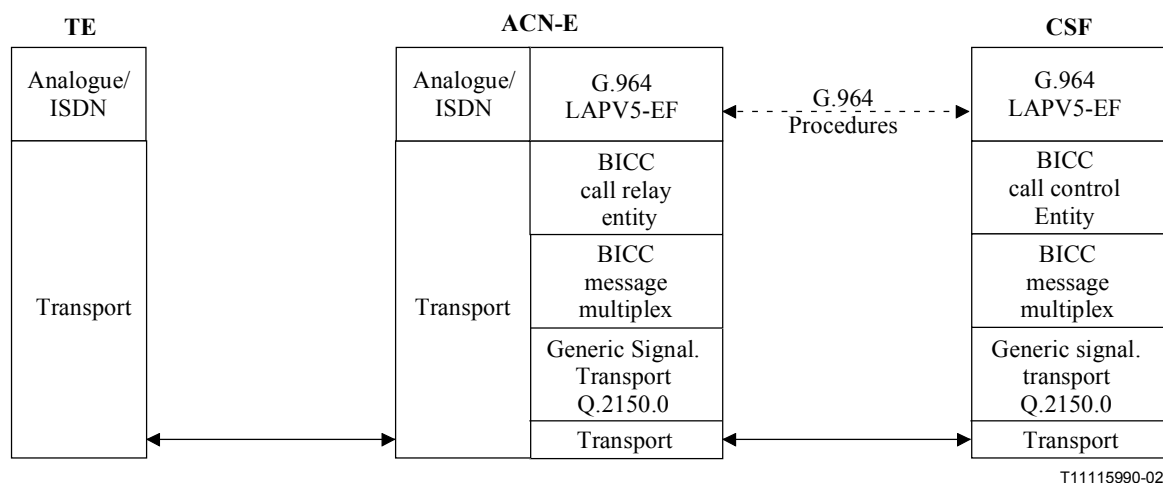 TE
ACN-E
CSF
Analogue/
ISDN
Analogue/
ISDN
G.964
LAPV5-EF
G.964
Procedures
G.964
LAPV5-EF
BICC
call relay
entity
BICC
call control
Entity
Transport
Transport
BICC
message
multiplex
BICC
message
multiplex
Generic Signal.
Transport
Q.2150.0
Generic signal.
transport
Q.2150.0
Transport
Transport
T11115990-02